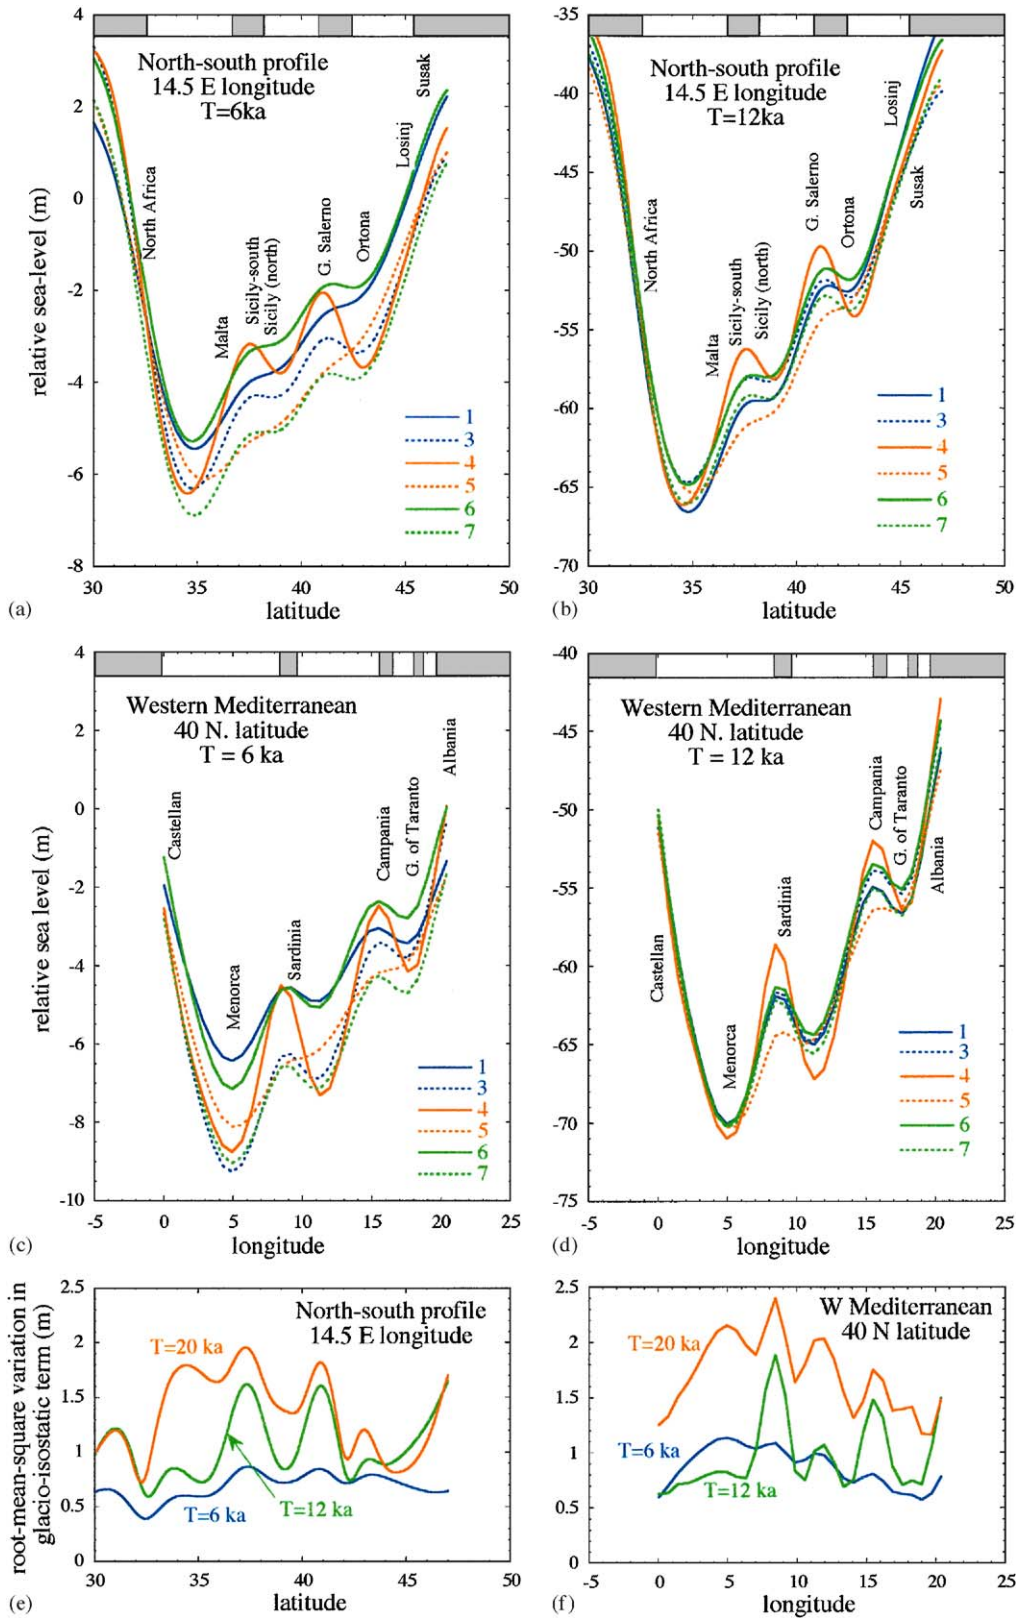 North-south profile
14.5 E longitude
T=6ka
relative sea-level (m)
4
2
0
-2
-4
-6
-8
North Africa
Malta
Sicily-south
Sicily (north)
G. Salerno
Ortona
Losinj
Susak
1
3
4
5
6
7
30
35
40
45
50
latitude
(a)
North-south profile
14.5 E longitude
T=12ka
-35
-40
-45
-50
-55
-60
-65
-70
North Africa
Malta
Sicily-south
Sicily (north)
G. Salerno
Ortona
Losinj
Susak
1
3
4
5
6
7
30
35
40
45
50
latitude
(b)
Western Mediterranean
40 N. latitude
T = 6 ka
relative sea level (m)
4
2
0
-2
-4
-6
-8
-10
Castellan
Menorca
Sardinia
Campania
G. of Taranto
Albania
1
3
4
5
6
7
-5
0
5
10
15
20
25
longitude
(c)
Western Mediterranean
40 N. latitude
T = 12 ka
-40
-45
-50
-55
-60
-65
-70
-75
Castellan
Menorca
Sardinia
Campania
G. of Taranto
Albania
1
3
4
5
6
7
-5
0
5
10
15
20
25
longitude
(d)
root-mean-square variation in
glacio-isostatic term (m)
2.5
2
1.5
1
0.5
0
North-south profile
14.5 E longitude
T=20 ka
T=6 ka
T=12 ka
30
35
40
45
50
latitude
(e)
2.5
2
1.5
1
0.5
0
W Mediterranean
40 N latitude
T=20 ka
T=6 ka
T=12 ka
-5
0
5
10
15
20
25
longitude
(f)